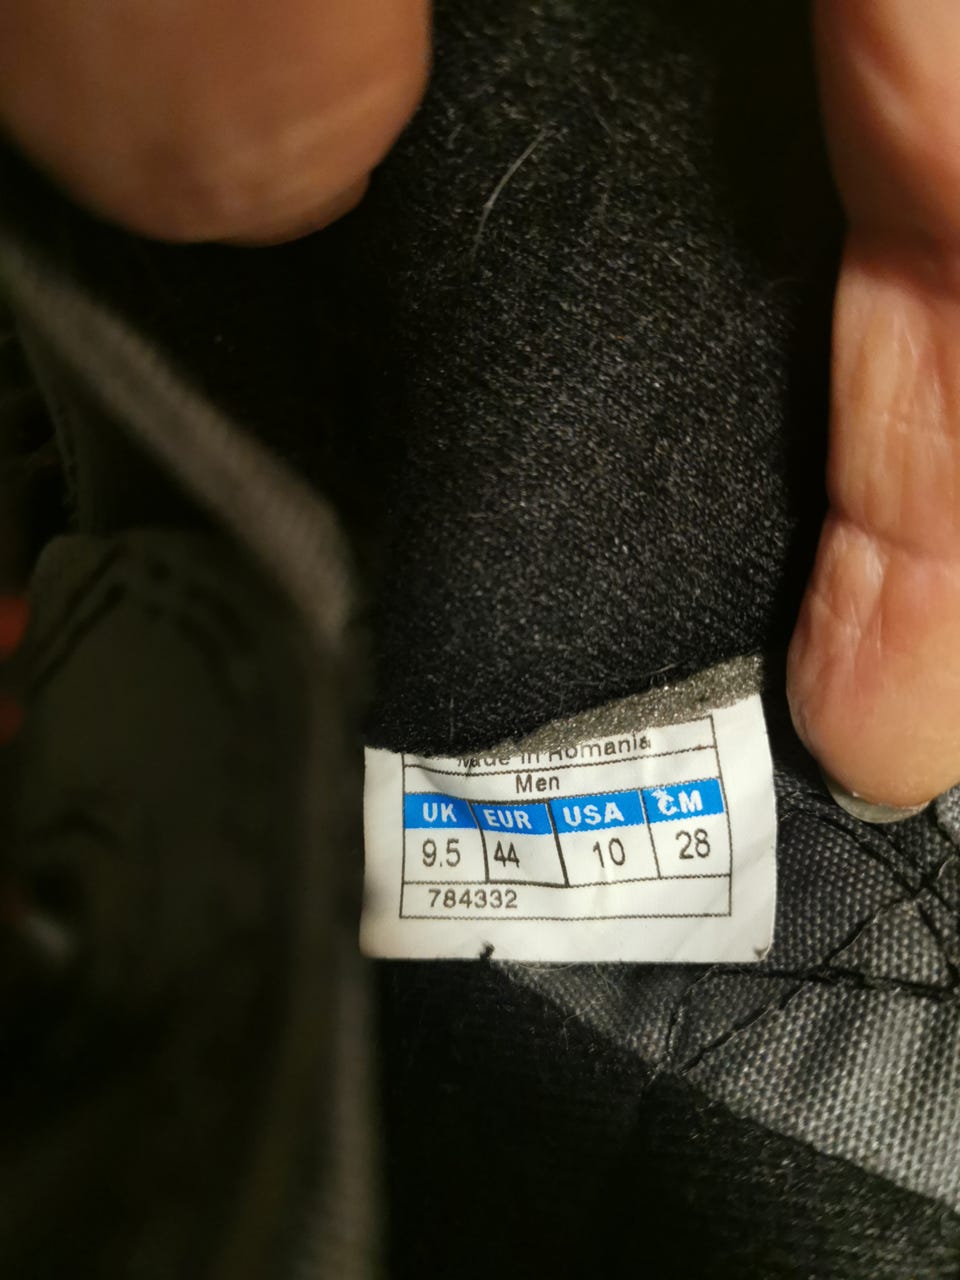 Made in Romania
Men
UK EUR USA CM
9.5 44 10 28
784332